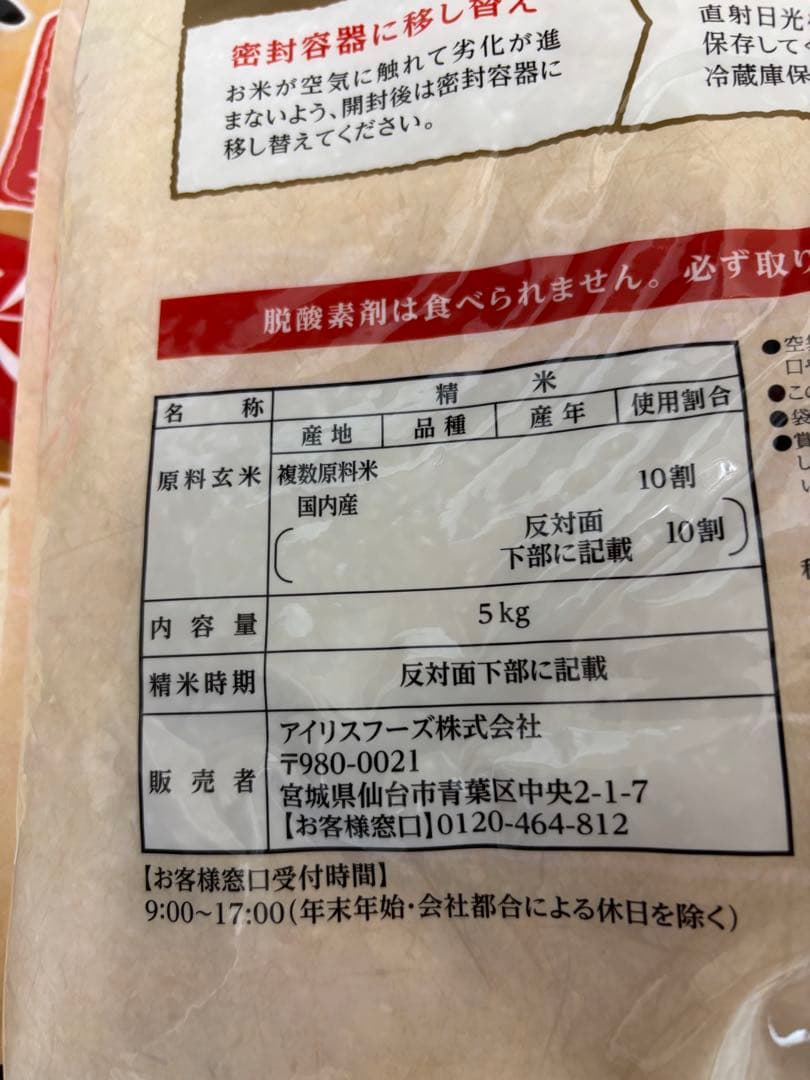 密封容器に移し替え
お米が空気に触れて劣化が進
まないよう、開封後は密封容器に
移し替えてください。
直射日光
保存して
冷蔵庫保
脱酸素剤は食べられません。必ず取り
名称 精米
原料玄米 産地 品種 産年 使用割合
複数原料米 10割
国内産
反対面
下部に記載 10割
内容量 5kg
精米時期 反対面下部に記載
販売者 アイリスフーズ株式会社
〒980-0021
宮城県仙台市青葉区中央2-1-7
【お客様窓口】0120-464-812
【お客様窓口受付時間】
9:00~17:00(年末年始・会社都合による休日を除く)
●空
口
●この
●袋
●賞
し
い